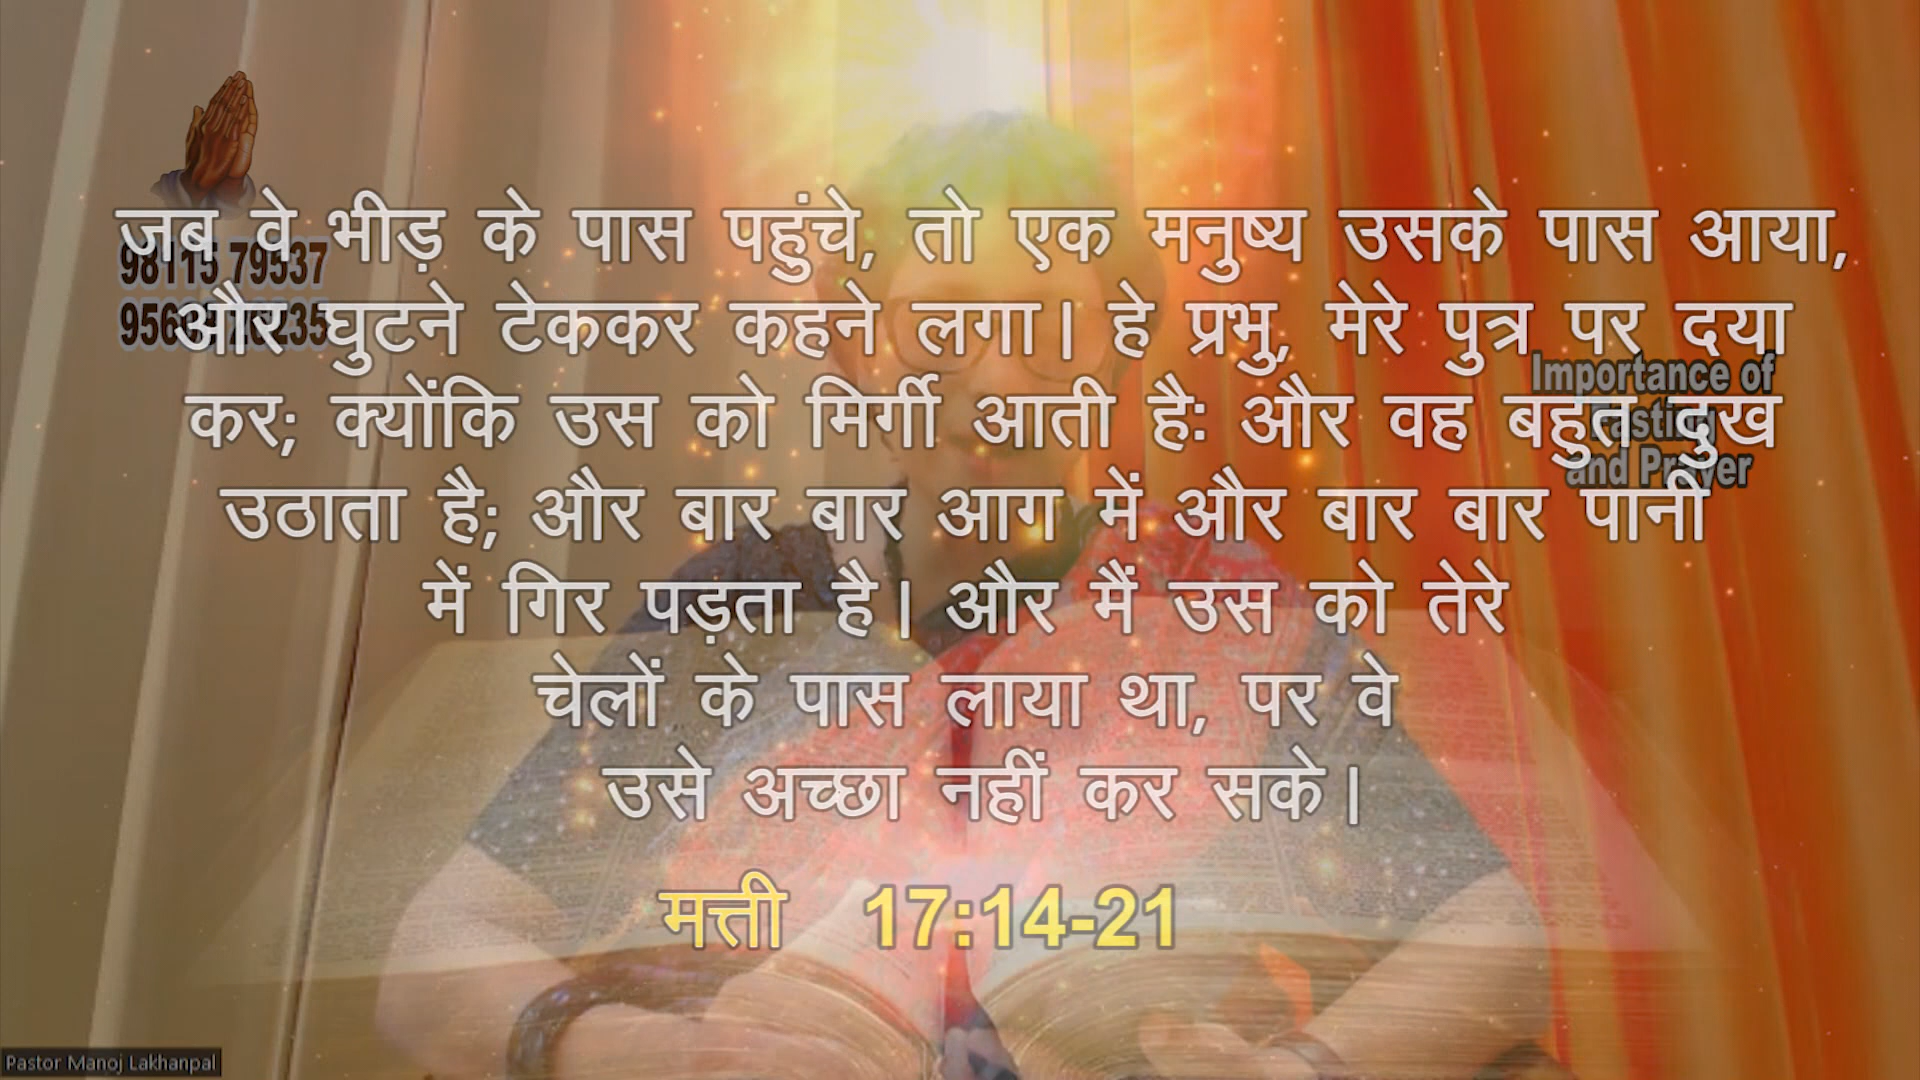 जब वे भीड़ के पास पहुंचे, तो एक मनुष्य उसके पास आया,
और घुटने टेककर कहने लगा। हे प्रभु, मेरे पुत्र पर दया
कर; क्योंकि उस को मिर्गी आती हैः और वह बहुत दुख
उठाता है; और बार बार आग में और बार बार पानी
में गिर पड़ता है। और मैं उस को तेरे
चेलों के पास लाया था, पर वे
उसे अच्छा नहीं कर सके।
मत्ती 17:14-21
98115 79537
Importance of
Fasting
and Prayer
Pastor Manoj Lakhanpal